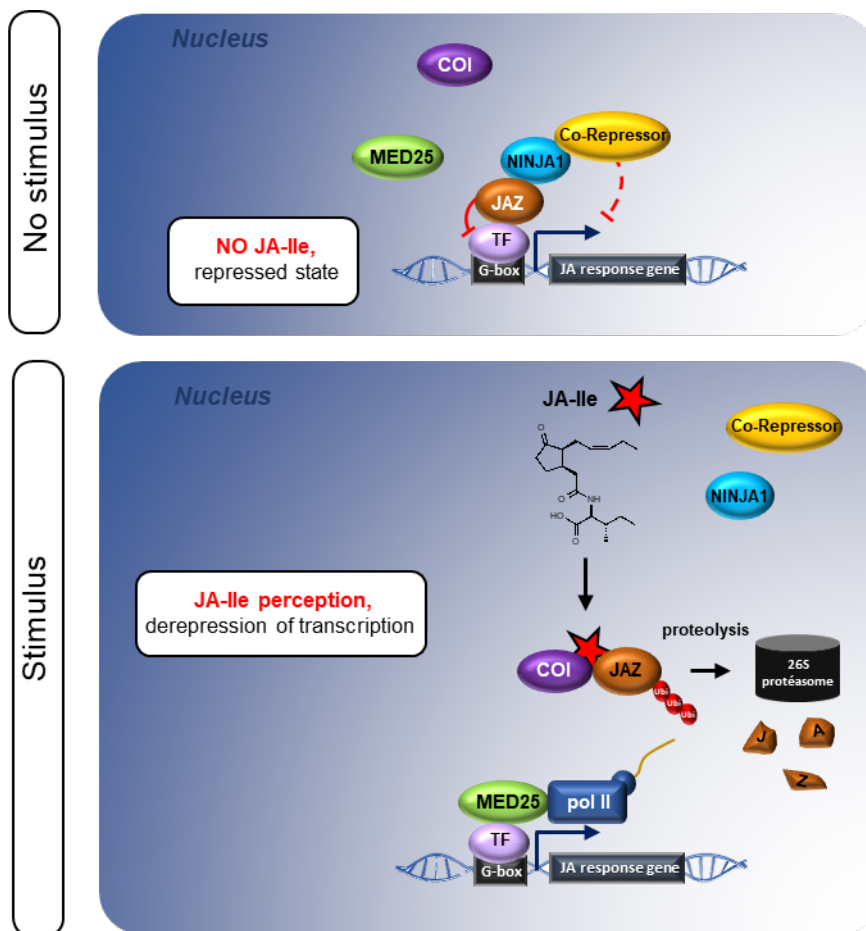 No stimulus
Nucleus
COI
Co-Repressor
MED25
NINJA1
JAZ
NO JA-Ile,
repressed state
TF
G-box
JA response gene
Stimulus
Nucleus
JA-Ile
Co-Repressor
NINJA1
O
O
NH
HO
O
JA-Ile perception,
derepression of transcription
proteolysis
COI
JAZ
26S
protéasome
Ubi
Ubi
Ubi
J
A
Z
MED25
pol II
TF
G-box
JA response gene